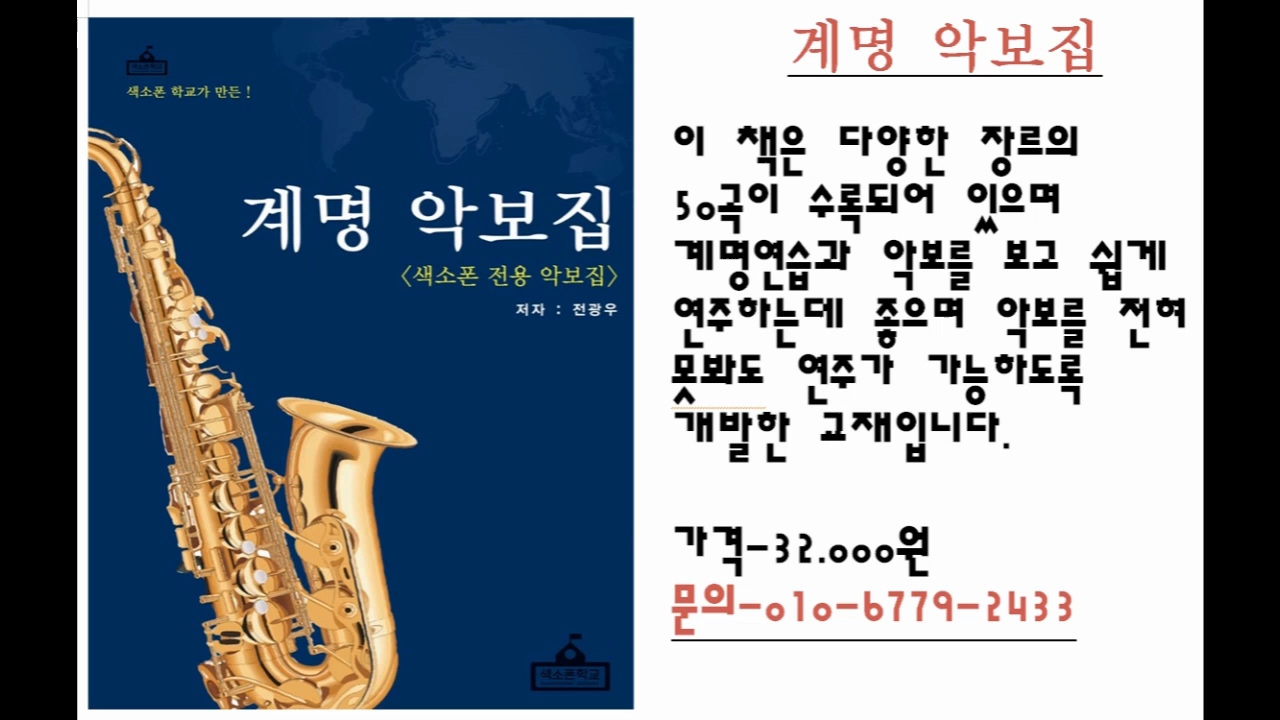 색소폰학교
색소폰 학교가 만든 !
계명 악보집
<색소폰 전용 악보집>
저자 : 전광우
색소폰학교
계명 악보집
이 책은 다양한 장르의
50곡이 수록되어 있으며
계명연습과 악보를 보고 쉽게
연주하는데 좋으며 악보를 전혀
못봐도 연주가 가능하도록
개발한 교재입니다.
가격-32.000원
문의-010-6779-2433